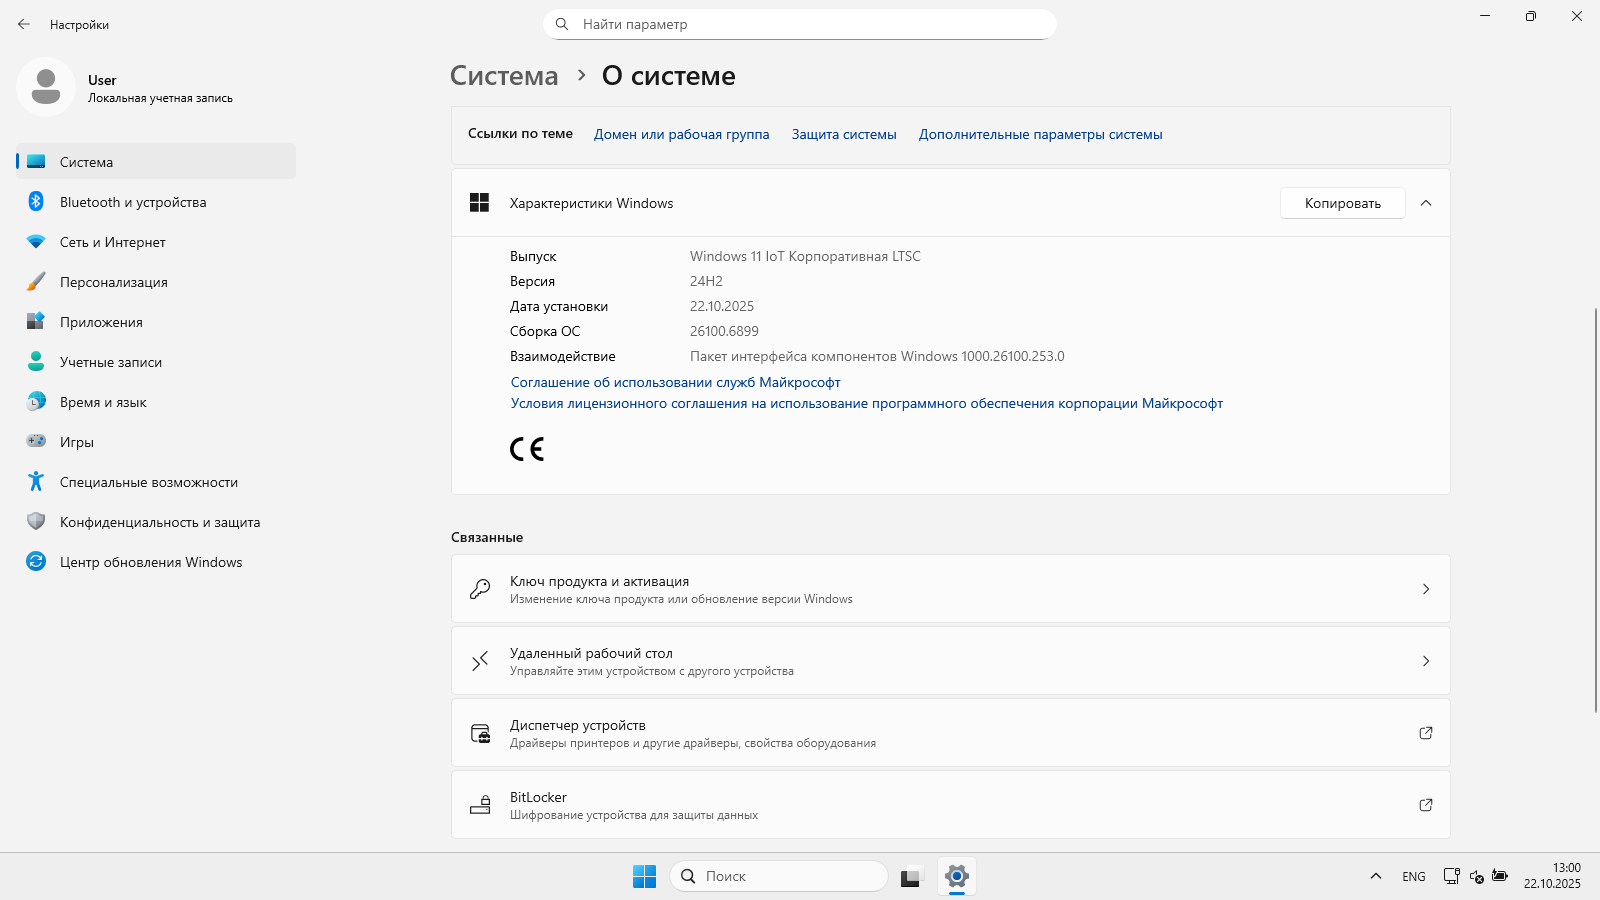 Настройки
Найти параметр
User
Локальная учетная запись
Система
Bluetooth и устройства
Сеть и Интернет
Персонализация
Приложения
Учетные записи
Время и язык
Игры
Специальные возможности
Конфиденциальность и защита
Центр обновления Windows
Система > О системе
Ссылки по теме Домен или рабочая группа Защита системы Дополнительные параметры системы
Характеристики Windows Копировать
Выпуск Windows 11 IoT Корпоративная LTSC
Версия 24H2
Дата установки 22.10.2025
Сборка ОС 26100.6899
Взаимодействие Пакет интерфейса компонентов Windows 1000.26100.253.0
Соглашение об использовании служб Майкрософт
Условия лицензионного соглашения на использование программного обеспечения корпорации Майкрософт
CE
Связанные
Ключ продукта и активация
Изменение ключа продукта или обновление версии Windows
Удаленный рабочий стол
Управляйте этим устройством с другого устройства
Диспетчер устройств
Драйверы принтеров и другие драйверы, свойства оборудования
BitLocker
Шифрование устройства для защиты данных
Поиск
ENG
13:00
22.10.2025